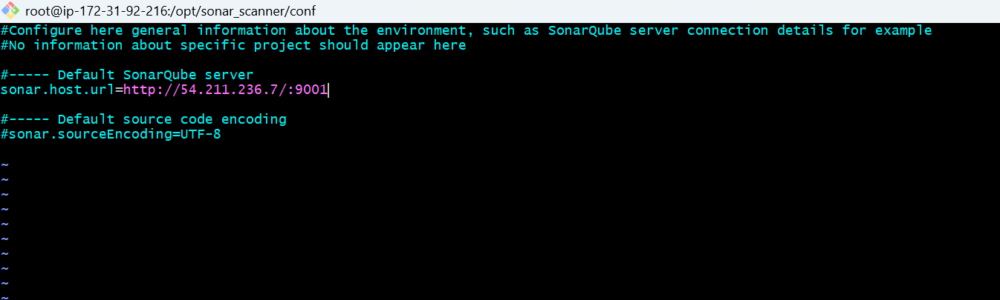 root@ip-172-31-92-216:/opt/sonar_scanner/conf
#Configure here general information about the environment, such as SonarQube server connection details for example
#No information about specific project should appear here
#----- Default SonarQube server
sonar.host.url=http://54.211.236.7/:9001
#----- Default source code encoding
#sonar.sourceEncoding=UTF-8
~
~
~
~
~
~
~
~
~
~